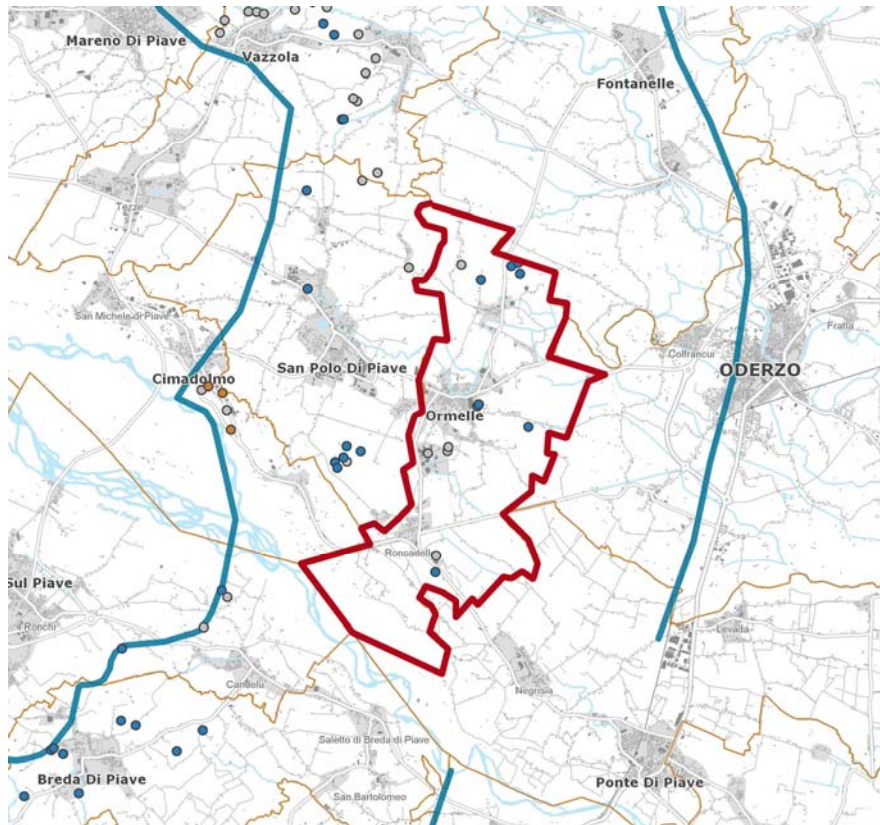 Mareno Di Piave
Vazzola
Fontanelle
Tezze
San Michele di Piave
Fratta
Colfrancui
San Polo Di Piave
ODERZO
Cimadolmo
Ormelle
Fiume Piave
Roncadelle
Sul Piave
Ronchi
Levada
Candelù
Negrisia
Saletto di Breda di Piave
Breda Di Piave
Ponte Di Piave
San Bartolomeo